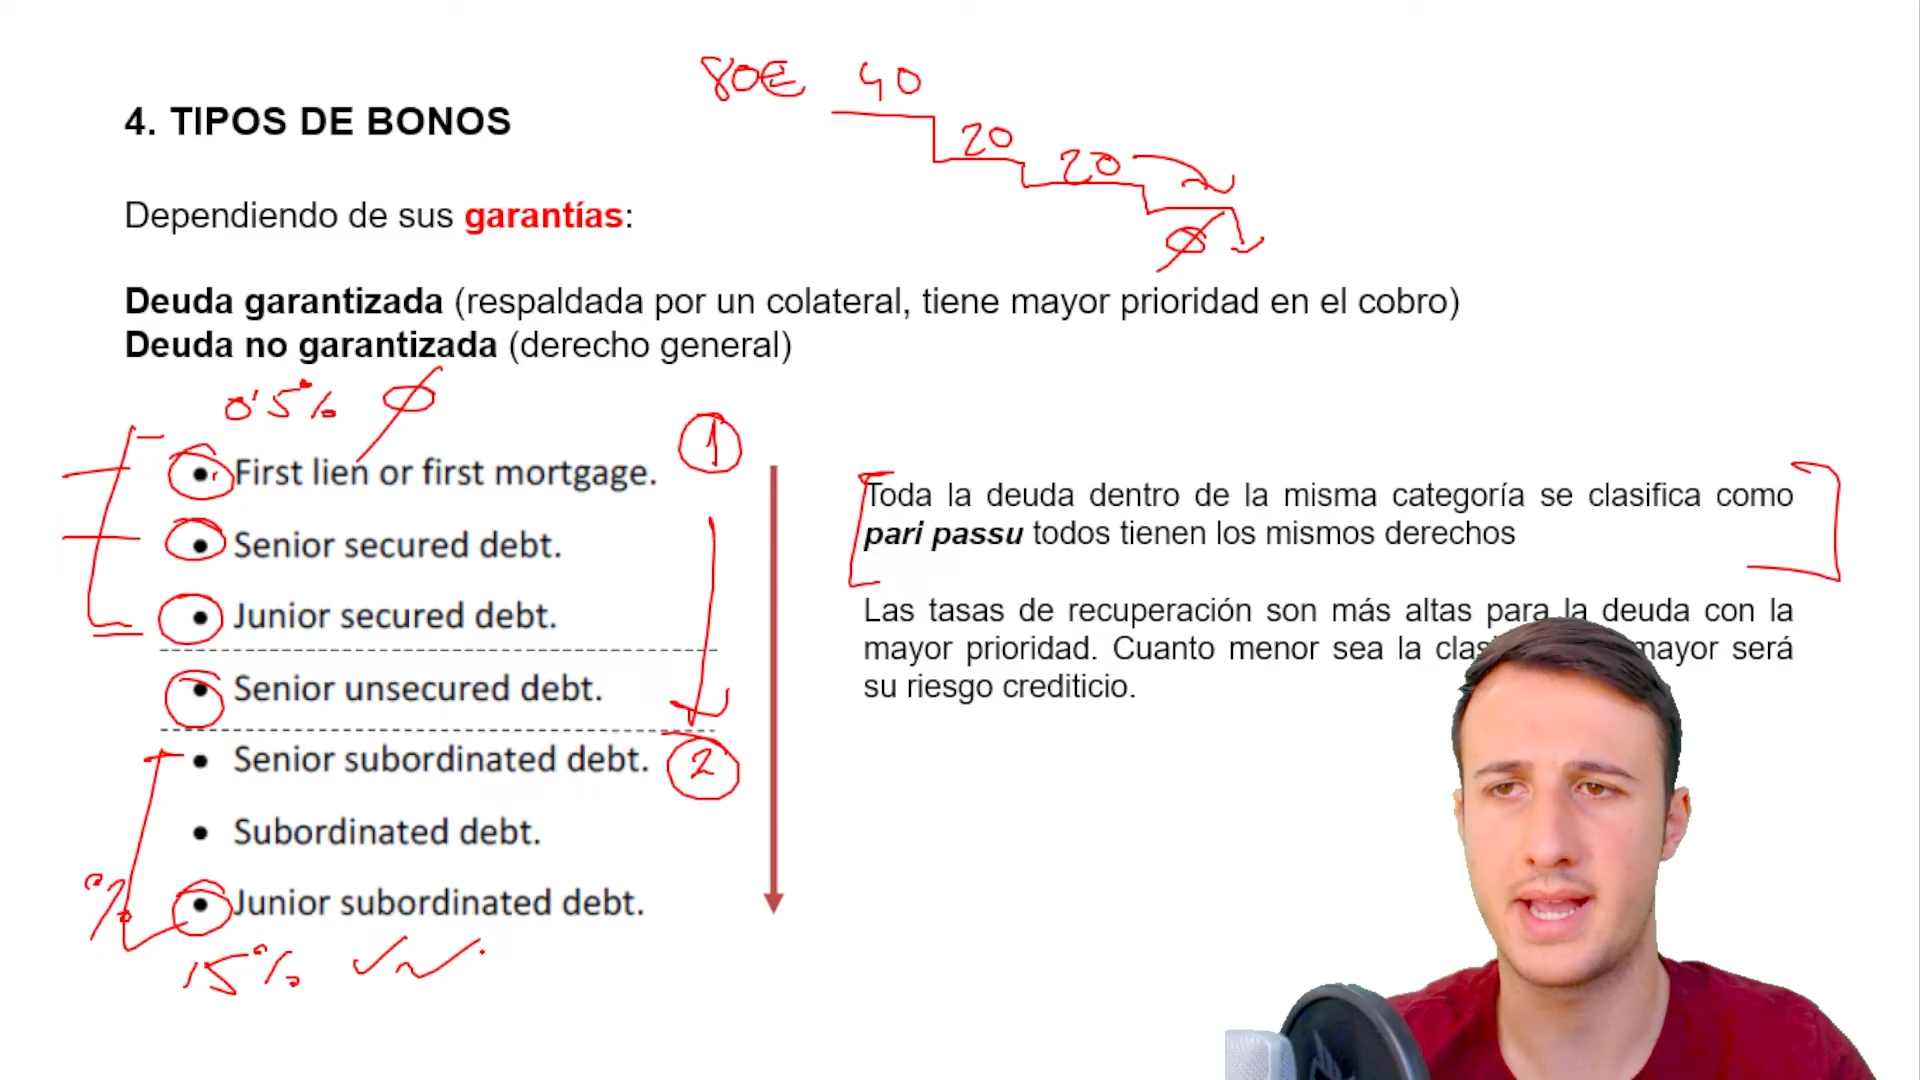 80€ 40
20
20
4. TIPOS DE BONOS
Dependiendo de sus garantías:
Deuda garantizada (respaldada por un colateral, tiene mayor prioridad en el cobro)
Deuda no garantizada (derecho general)
0'5%
1
• First lien or first mortgage.
• Senior secured debt.
• Junior secured debt.
• Senior unsecured debt.
• Senior subordinated debt.
2
• Subordinated debt.
• Junior subordinated debt.
%
15%
Toda la deuda dentro de la misma categoría se clasifica como
pari passu todos tienen los mismos derechos
Las tasas de recuperación son más altas para la deuda con la
mayor prioridad. Cuanto menor sea la mayor será
su riesgo crediticio.